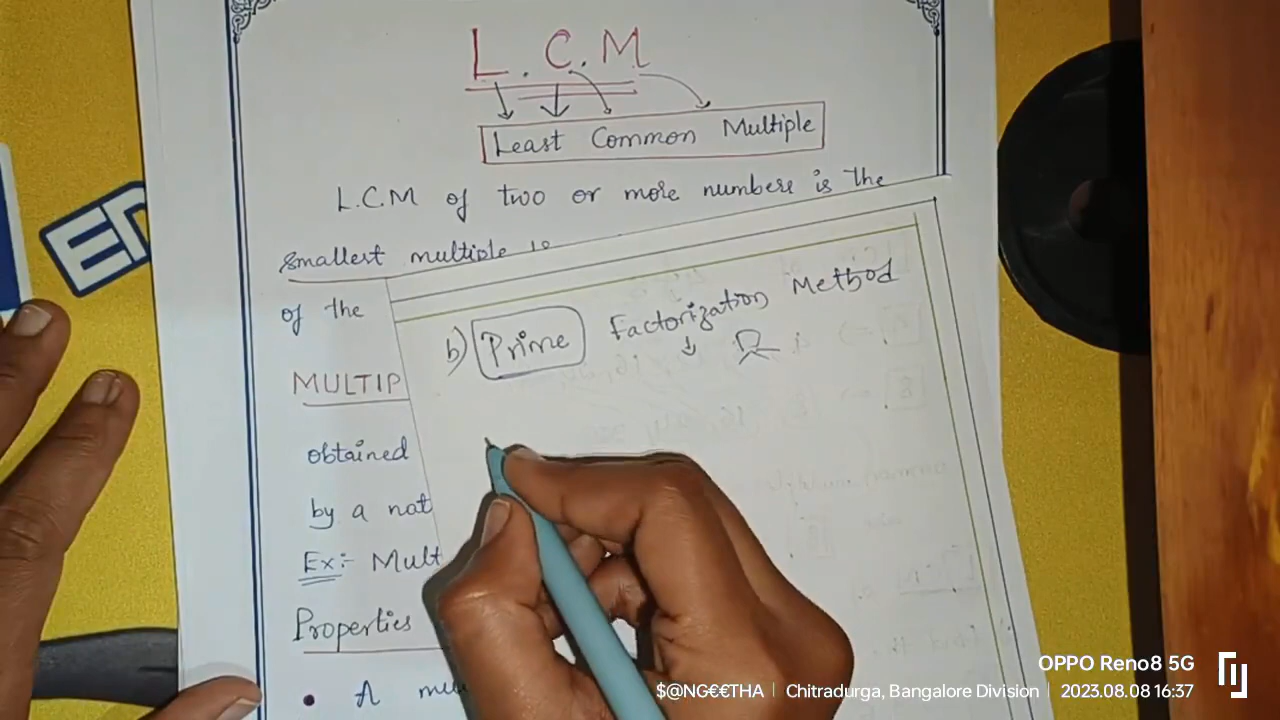 L.C.M
Least Common Multiple
L.C.M of two or more numbers is the
smallest multiple
of the
b) Prime Factorization Method
MULTIP
obtained
by a nat
Ex:- Mult
Properties
• A mu
OPPO Reno8 5G
$@NG€€THA | Chitradurga, Bangalore Division | 2023.08.08 16:37